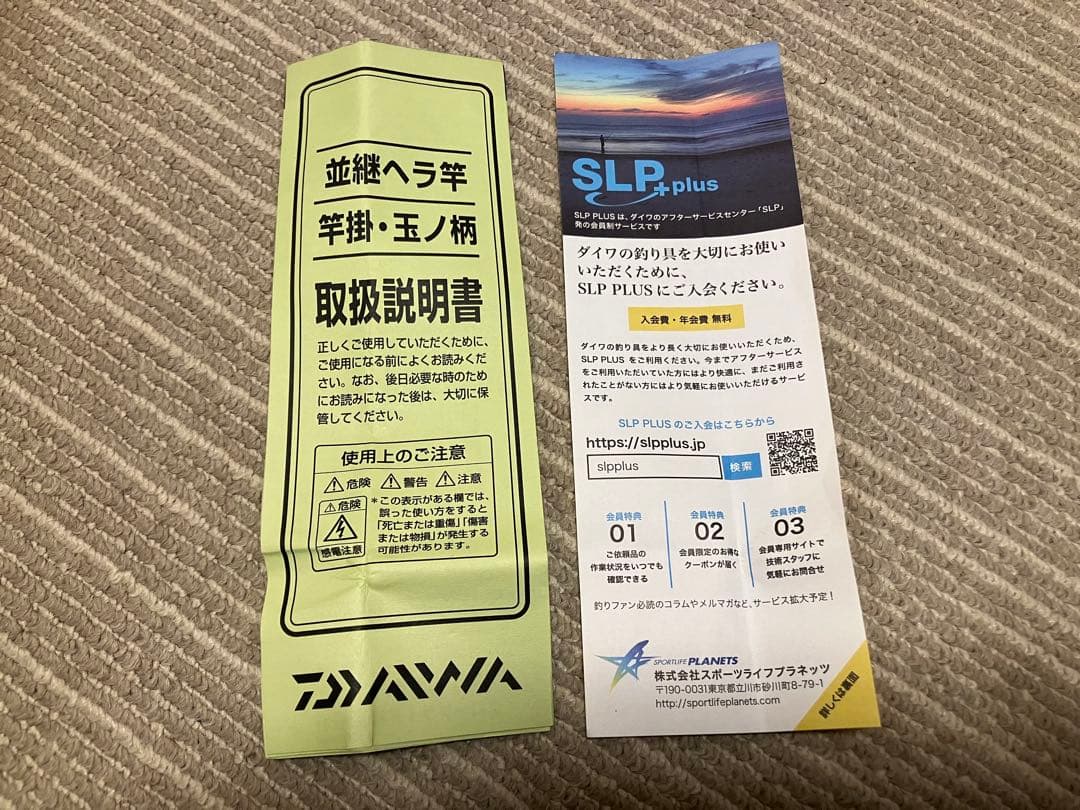 並継ヘラ竿
竿掛・玉ノ柄
取扱説明書
正しくご使用していただくために、
ご使用になる前によくお読みくだ
さい。なお、後日必要な時のため
にお読みになった後は、大切に保
管してください。
使用上のご注意
危険 警告 注意
危険
感電注意
＊この表示がある欄では、
誤った使い方をすると
「死亡または重傷」「傷害
または物損」が発生する
可能性があります。
DAIWA
SLP+plus
SLP PLUS は、ダイワのアフターサービスセンター「SLP」
発の会員制サービスです
ダイワの釣り具を大切にお使い
いただくために、
SLP PLUS にご入会ください。
入会費・年会費 無料
ダイワの釣り具をより長く大切にお使いいただくため、
SLP PLUS をご利用ください。今までアフターサービス
をご利用いただいていた方にはより快適に、まだご利用さ
れたことがない方にはより気軽にお使いいただけるサービ
スです。
SLP PLUS のご入会はこちらから
https://slpplus.jp
slpplus 検索
会員特典
01
ご依頼品の
作業状況をいつでも
確認できる
会員特典
02
会員限定のお得な
クーポンが届く
会員特典
03
会員専用サイトで
技術スタッフに
気軽にお問合せ
釣りファン必読のコラムやメルマガなど、サービス拡大予定！
SPORTLIFE PLANETS
株式会社スポーツライフプラネッツ
〒190-0031東京都立川市砂川町8-79-1
http://sportlifeplanets.com
詳しくは裏面